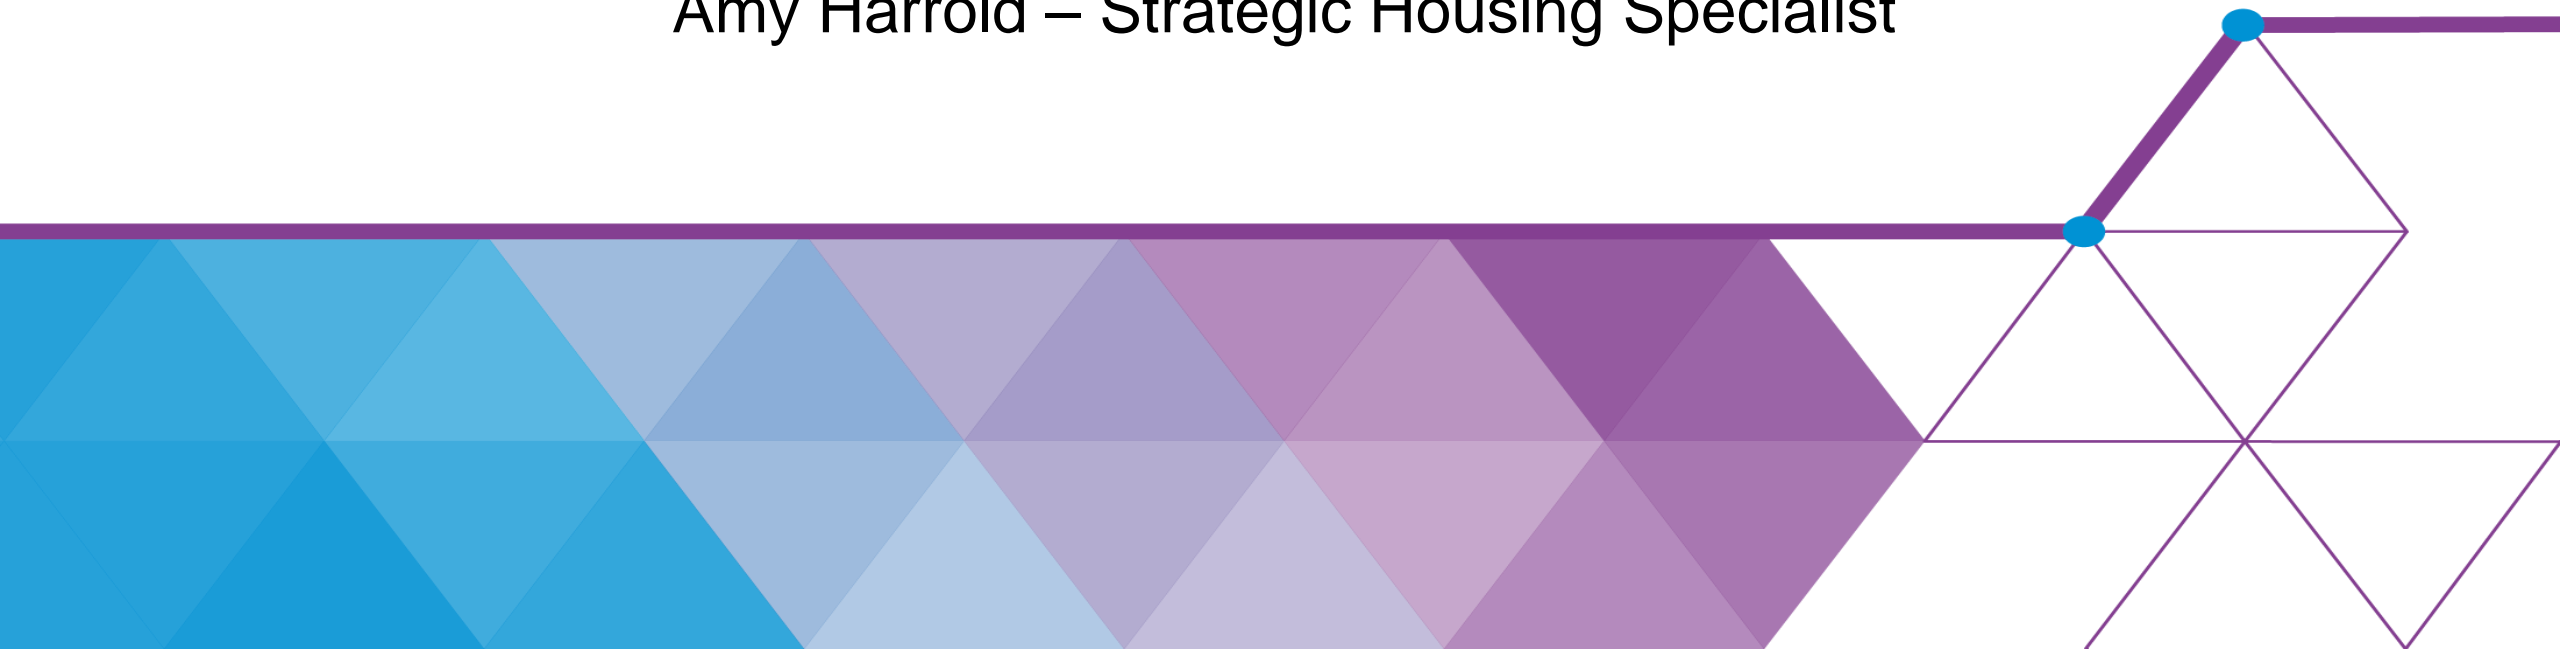 Amy Harrold – Strategic Housing Specialist